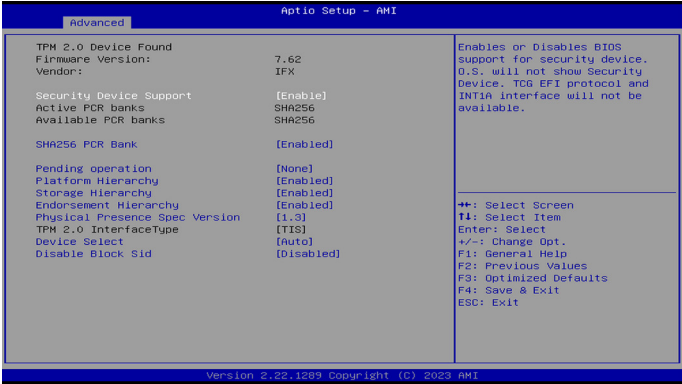 Aptio Setup – AMI
Advanced
TPM 2.0 Device Found
Firmware Version: 7.62
Vendor: IFX
Security Device Support [Enable]
Active PCR banks SHA256
Available PCR banks SHA256
SHA256 PCR Bank [Enabled]
Pending operation [None]
Platform Hierarchy [Enabled]
Storage Hierarchy [Enabled]
Endorsement Hierarchy [Enabled]
Physical Presence Spec Version [1.3]
TPM 2.0 InterfaceType [TIS]
Device Select [Auto]
Disable Block Sid [Disabled]
Enables or Disables BIOS
support for security device.
O.S. will not show Security
Device. TCG EFI protocol and
INT1A interface will not be
available.
→←: Select Screen
↑↓: Select Item
Enter: Select
+/-: Change Opt.
F1: General Help
F2: Previous Values
F3: Optimized Defaults
F4: Save & Exit
ESC: Exit
Version 2.22.1289 Copyright (C) 2023 AMI